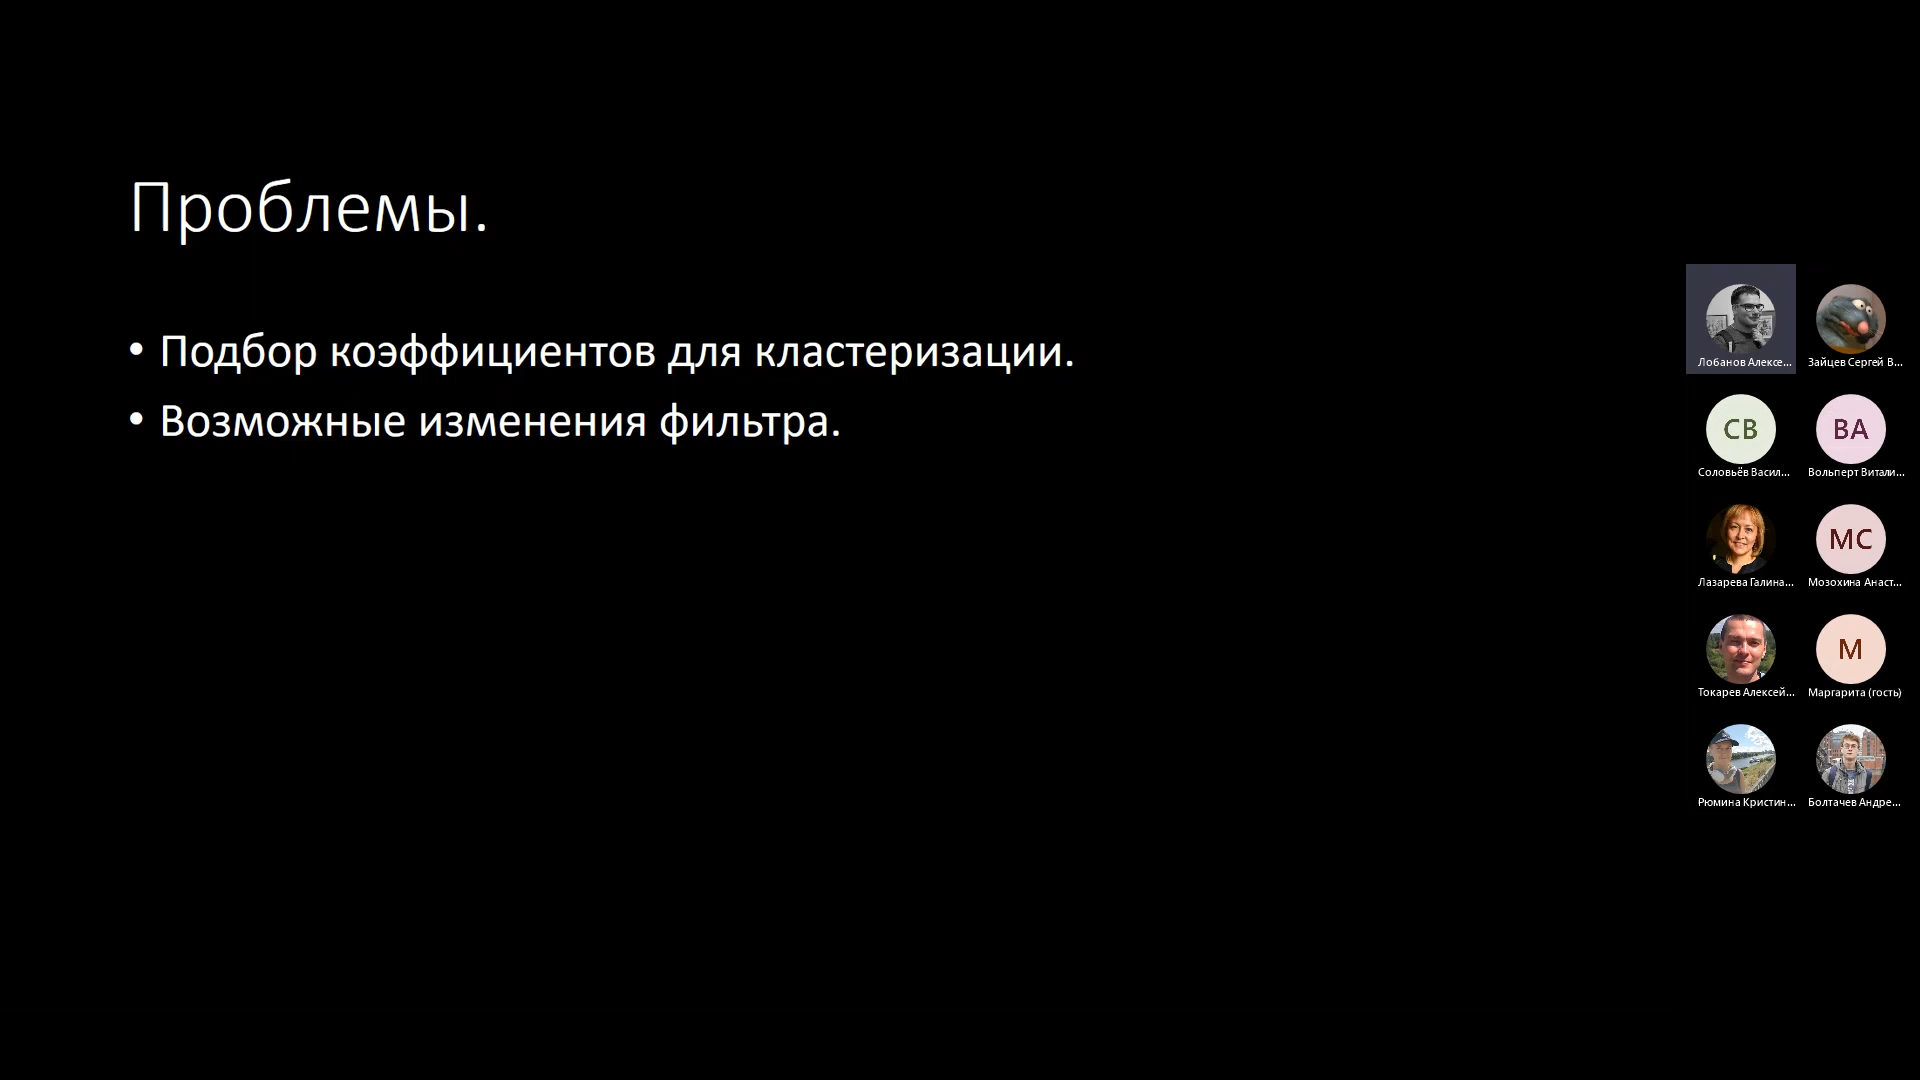 Проблемы.
• Подбор коэффициентов для кластеризации.
• Возможные изменения фильтра.
Лобанов Алексе...
Зайцев Сергей В...
СВ
Соловьёв Васил...
ВА
Вольперт Витали...
Лазарева Галина...
МС
Мозохина Анаст...
Токарев Алексей...
М
Маргарита (гость)
Рюмина Кристин...
Болтачев Андре...